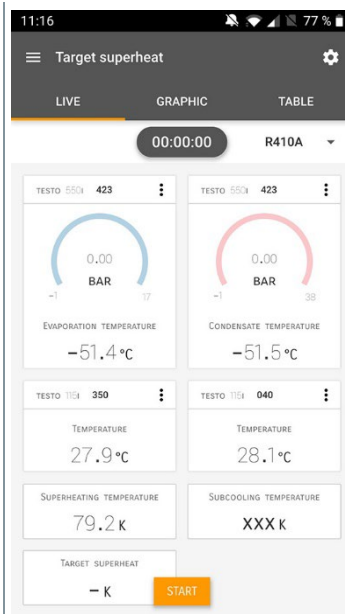 11:16 77 %
Target superheat
LIVE GRAPHIC TABLE
00:00:00 R410A
TESTO 550I 423 TESTO 550I 423
0.00 0.00
BAR BAR
-1 17 -1 38
EVAPORATION TEMPERATURE CONDENSATE TEMPERATURE
-51.4 °C -51.5 °C
TESTO 115I 350 TESTO 115I 040
TEMPERATURE TEMPERATURE
27.9 °C 28.1 °C
SUPERHEATING TEMPERATURE SUBCOOLING TEMPERATURE
79.2 K XXX K
TARGET SUPERHEAT
– K
START